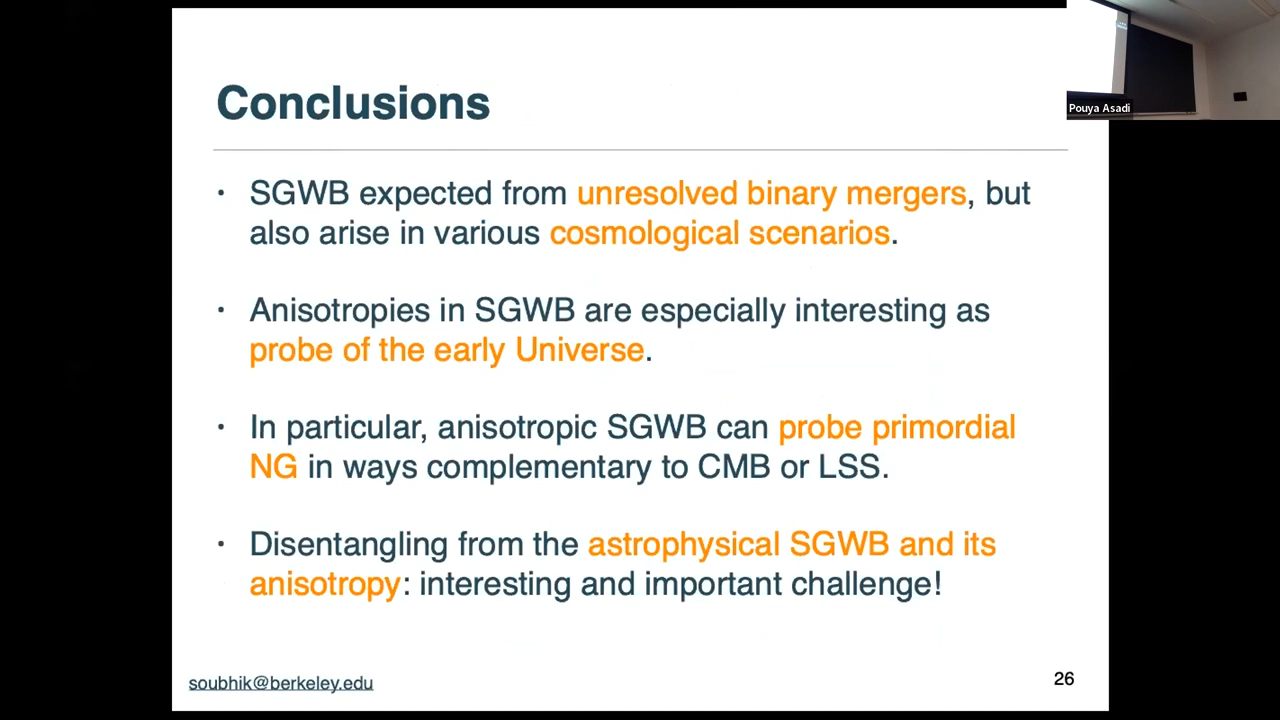 Conclusions
Pouya Asadi
• SGWB expected from unresolved binary mergers, but
also arise in various cosmological scenarios.
• Anisotropies in SGWB are especially interesting as
probe of the early Universe.
• In particular, anisotropic SGWB can probe primordial
NG in ways complementary to CMB or LSS.
• Disentangling from the astrophysical SGWB and its
anisotropy: interesting and important challenge!
soubhik@berkeley.edu
26